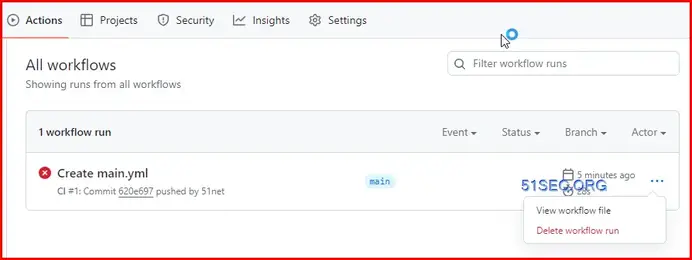 Actions Projects Security Insights Settings
All workflows
Showing runs from all workflows
Filter workflow runs
1 workflow run Event Status Branch Actor
Create main.yml
CI #1: Commit 620e697 pushed by 51net
main
5 minutes ago
28s
51SEC.ORG
View workflow file
Delete workflow run